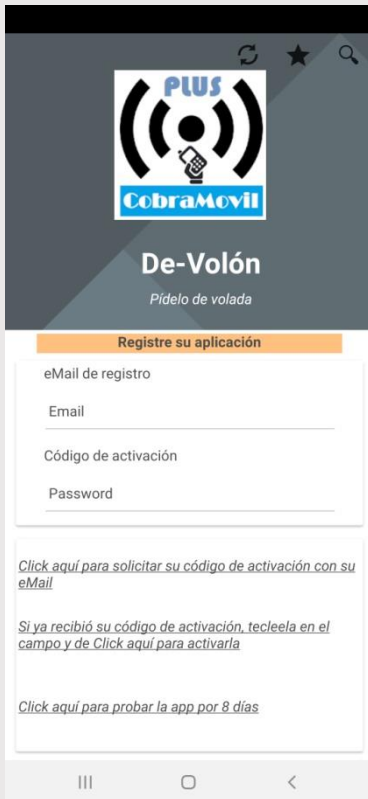 PLUS
CobraMovil
De-Volón
Pídelo de volada
Registre su aplicación
eMail de registro
Email
Código de activación
Password
Click aquí para solicitar su código de activación con su
eMail
Si ya recibió su código de activación, tecleela en el
campo y de Click aquí para activarla
Click aquí para probar la app por 8 días